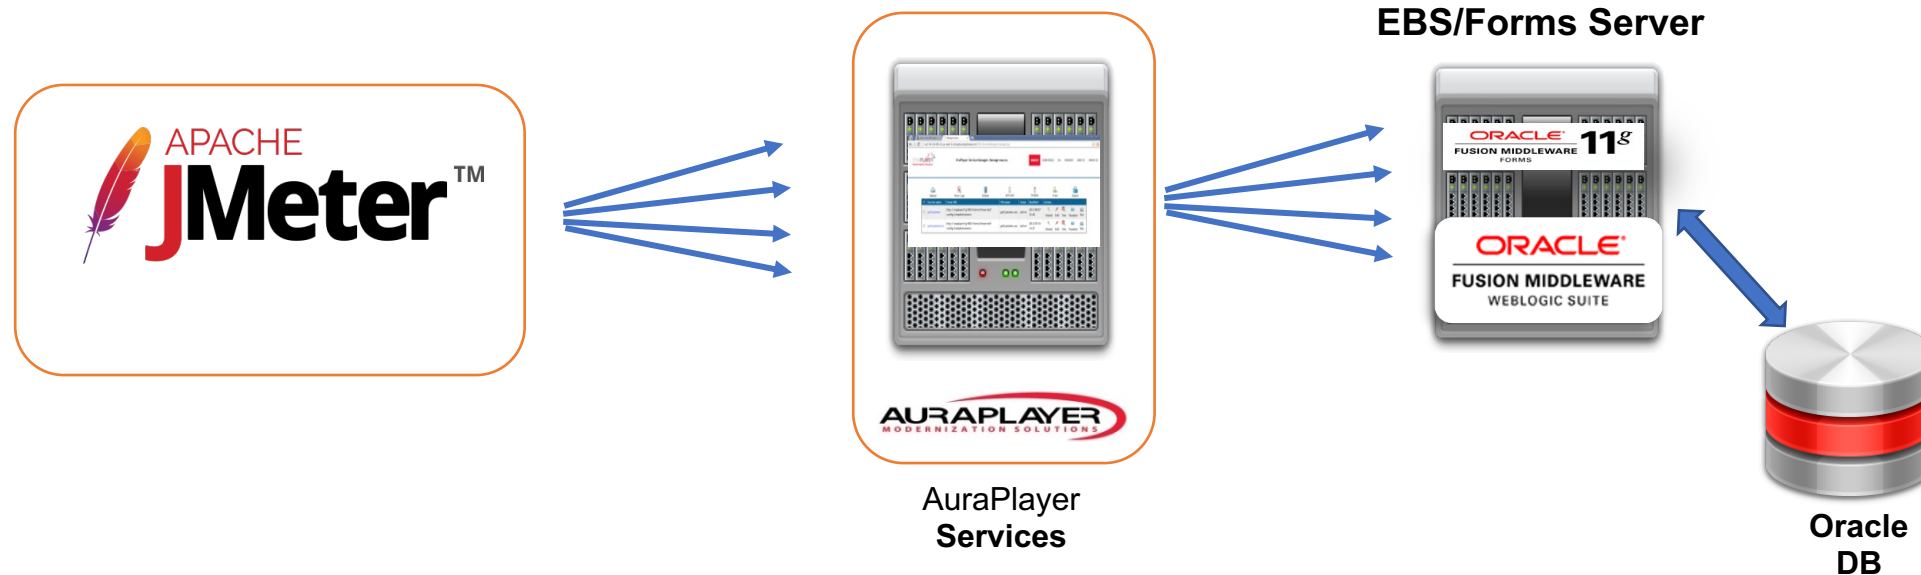 EBS/Forms Server
APACHE
JMeter™
ORACLE®
FUSION MIDDLEWARE
FORMS
11g
ORACLE®
FUSION MIDDLEWARE
WEBLOGIC SUITE
AURAPLAYER
MODERNIZATION SOLUTIONS
AuraPlayer
Services
Oracle
DB